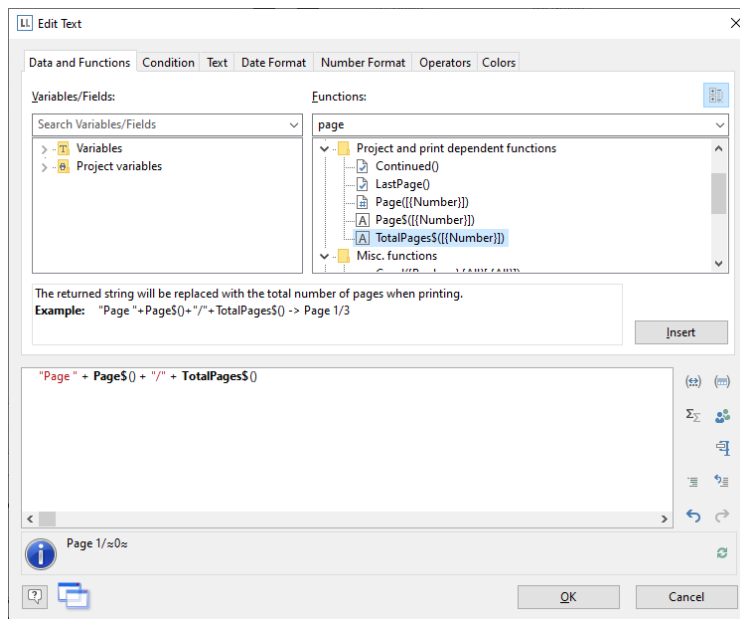 LL Edit Text
Data and Functions Condition Text Date Format Number Format Operators Colors
Variables/Fields: Functions:
Search Variables/Fields page
Variables
Project variables
Project and print dependent functions
Continued()
LastPage()
Page([{Number}])
Page$([{Number}])
TotalPages$([{Number}])
Misc. functions
The returned string will be replaced with the total number of pages when printing.
Example: "Page "+Page$()+"/"+TotalPages$() -> Page 1/3
Insert
"Page " + Page$() + "/" + TotalPages$()
Page 1/≈0≈
OK Cancel